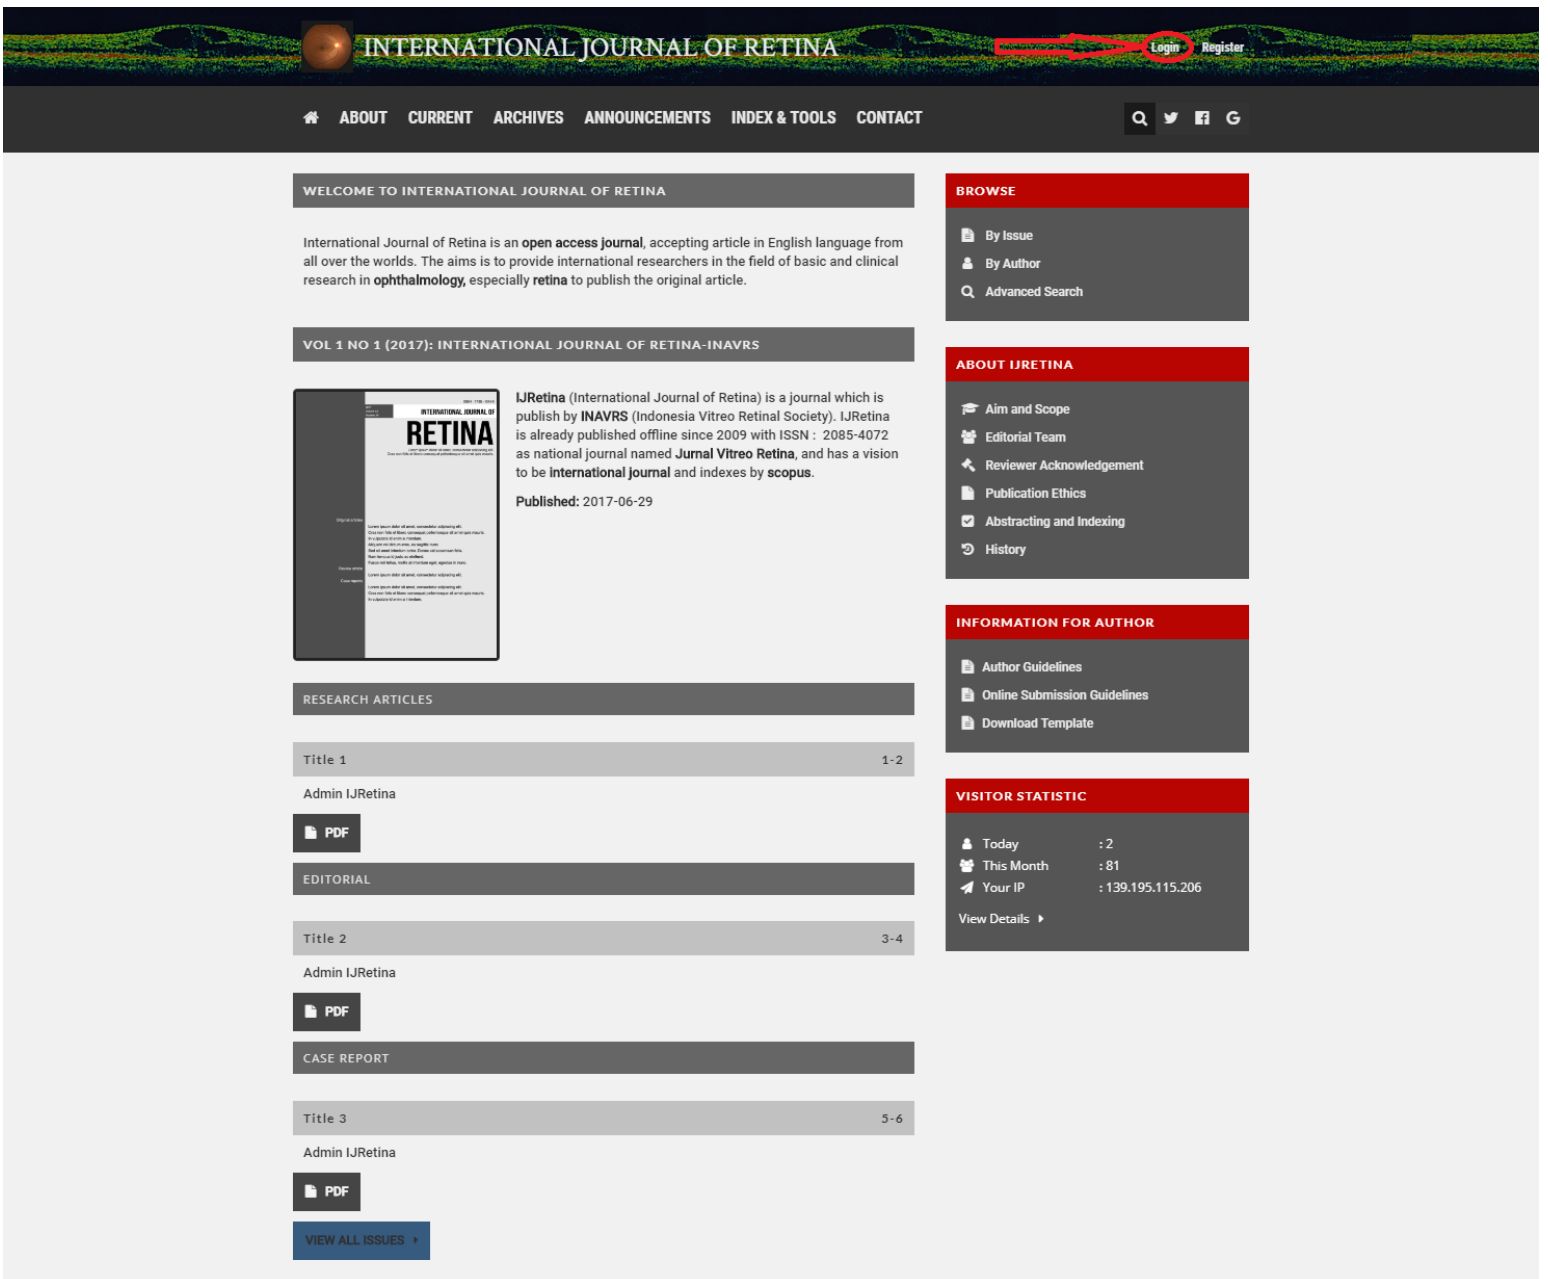 INTERNATIONAL JOURNAL OF RETINA
Login Register
ABOUT CURRENT ARCHIVES ANNOUNCEMENTS INDEX & TOOLS CONTACT
WELCOME TO INTERNATIONAL JOURNAL OF RETINA
International Journal of Retina is an open access journal, accepting article in English language from
all over the worlds. The aims is to provide international researchers in the field of basic and clinical
research in ophthalmology, especially retina to publish the original article.
VOL 1 NO 1 (2017): INTERNATIONAL JOURNAL OF RETINA-INAVRS
INTERNATIONAL JOURNAL OF
RETINA
IJRetina (International Journal of Retina) is a journal which is
publish by INAVRS (Indonesia Vitreo Retinal Society). IJRetina
is already published offline since 2009 with ISSN : 2085-4072
as national journal named Jurnal Vitreo Retina, and has a vision
to be international journal and indexes by scopus.
Published: 2017-06-29
RESEARCH ARTICLES
Title 1 1-2
Admin IJRetina
PDF
EDITORIAL
Title 2 3-4
Admin IJRetina
PDF
CASE REPORT
Title 3 5-6
Admin IJRetina
PDF
VIEW ALL ISSUES
BROWSE
By Issue
By Author
Advanced Search
ABOUT IJRETINA
Aim and Scope
Editorial Team
Reviewer Acknowledgement
Publication Ethics
Abstracting and Indexing
History
INFORMATION FOR AUTHOR
Author Guidelines
Online Submission Guidelines
Download Template
VISITOR STATISTIC
Today : 2
This Month : 81
Your IP : 139.195.115.206
View Details